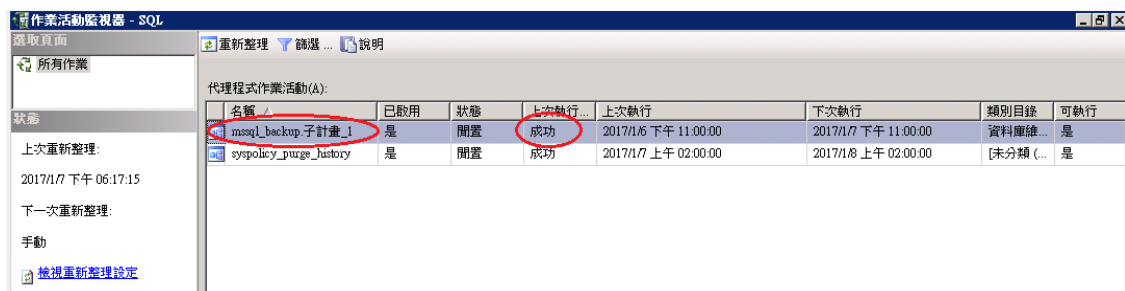 作業活動監視器 - SQL
選取頁面
所有作業
狀態
上次重新整理:
2017/1/7 下午 06:17:15
下一次重新整理:
手動
檢視重新整理設定
重新整理 篩選 ... 說明
代理程式作業活動(A):
名稱 已啟用 狀態 上次執行... 上次執行 下次執行 類別目錄 可執行
mssql_backup.子計畫_1 是 閒置 成功 2017/1/6 下午 11:00:00 2017/1/7 下午 11:00:00 資料庫維... 是
syspolicy_purge_history 是 閒置 成功 2017/1/7 上午 02:00:00 2017/1/8 上午 02:00:00 [未分類 (... 是